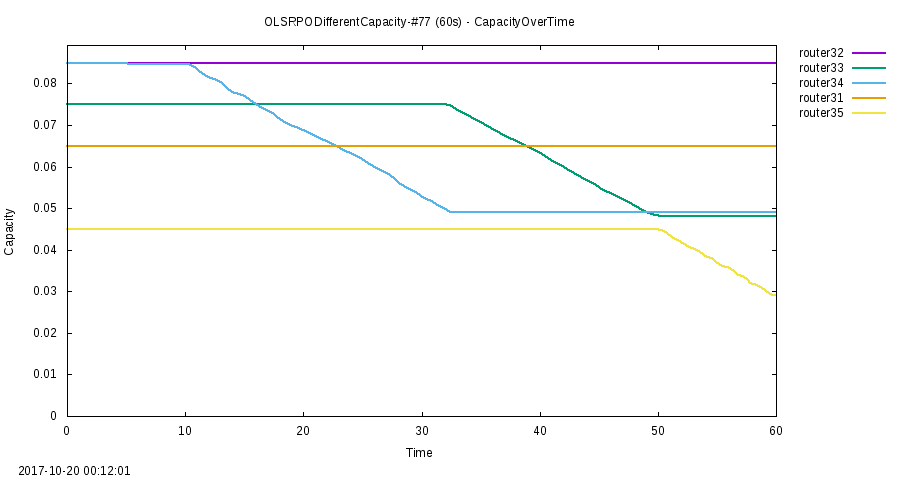 OLSRPODifferentCapacity-#77 (60s) - CapacityOverTime
router32
router33
router34
router31
router35
0.08
0.07
0.06
0.05
0.04
0.03
0.02
0.01
0
Capacity
0 10 20 30 40 50 60
Time
2017-10-20 00:12:01